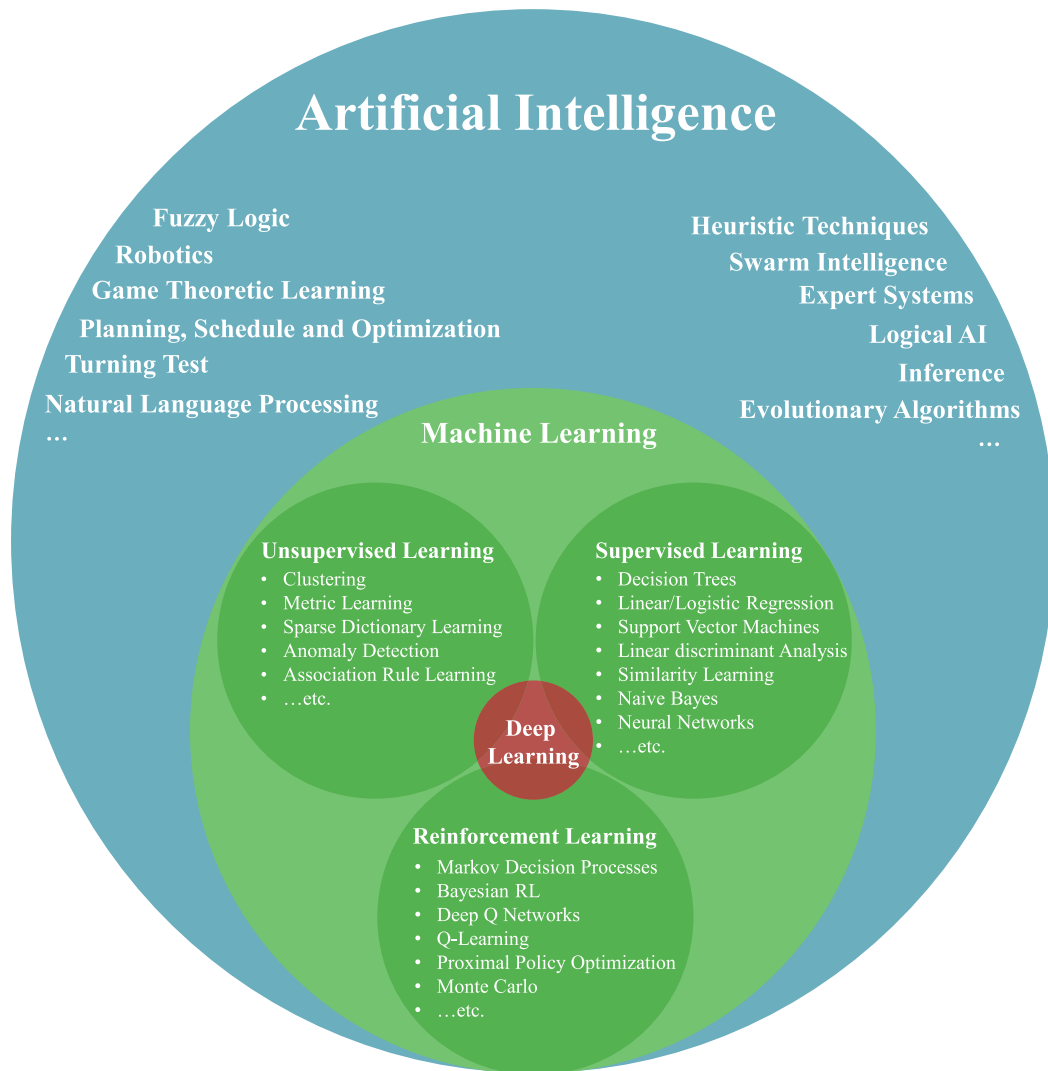 Artificial Intelligence
Fuzzy Logic
Robotics
Game Theoretic Learning
Planning, Schedule and Optimization
Turning Test
Natural Language Processing
…
Heuristic Techniques
Swarm Intelligence
Expert Systems
Logical AI
Inference
Evolutionary Algorithms
…
Machine Learning
Unsupervised Learning
• Clustering
• Metric Learning
• Sparse Dictionary Learning
• Anomaly Detection
• Association Rule Learning
• …etc.
Supervised Learning
• Decision Trees
• Linear/Logistic Regression
• Support Vector Machines
• Linear discriminant Analysis
• Similarity Learning
• Naive Bayes
• Neural Networks
• …etc.
Deep
Learning
Reinforcement Learning
• Markov Decision Processes
• Bayesian RL
• Deep Q Networks
• Q-Learning
• Proximal Policy Optimization
• Monte Carlo
• …etc.